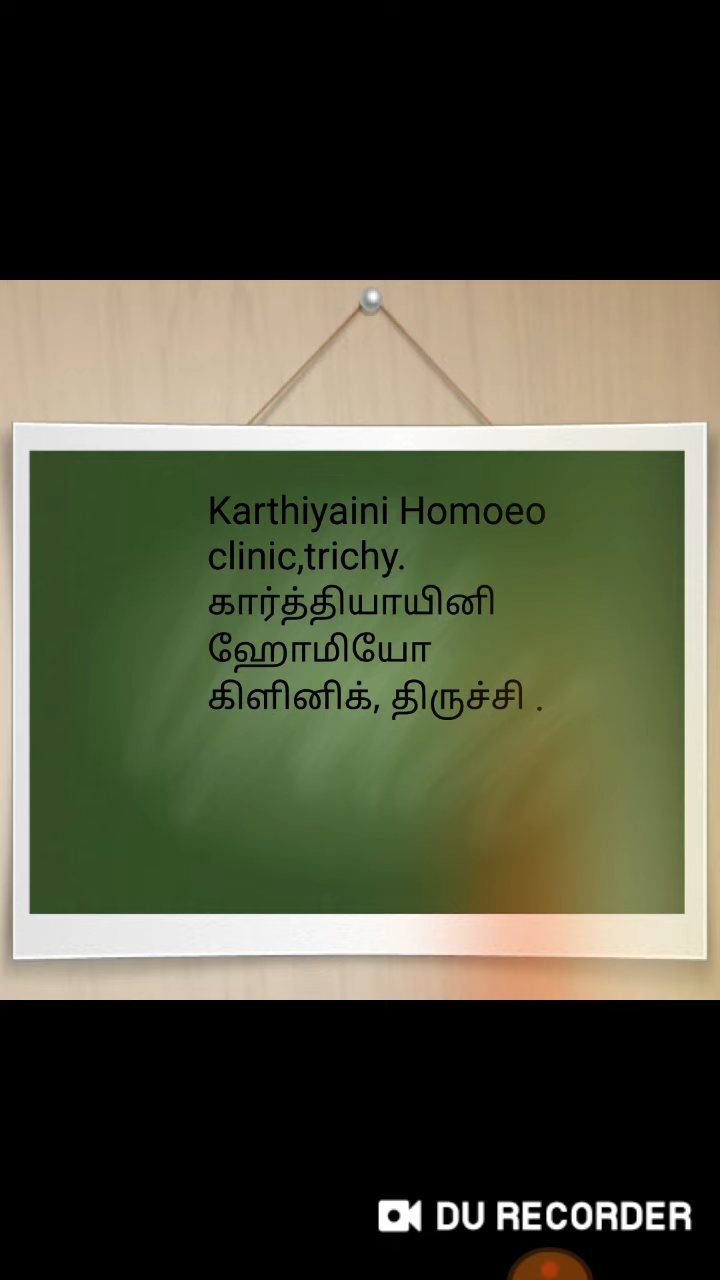 Karthiyaini Homoeo
clinic,trichy.
கார்த்தியாயினி
ஹோமியோ
கிளினிக், திருச்சி .
DU RECORDER